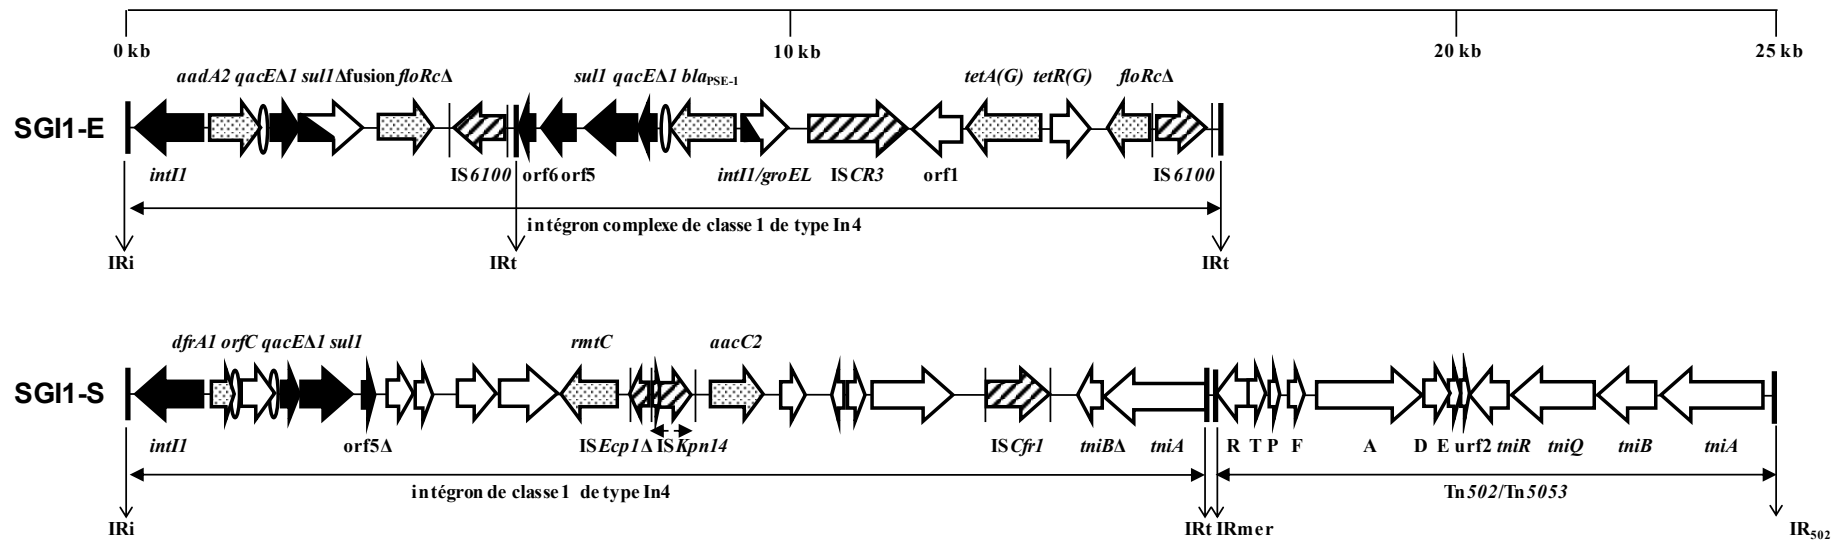 0 kb 10 kb 20 kb 25 kb
aadA2 qacEΔ1 sul1Δfusion floRcΔ sul1 qacEΔ1 blaPSE-1 tetA(G) tetR(G) floRcΔ
SGI1-E
intI1 IS6100 orf6 orf5 intI1/groEL ISCR3 orf1 IS6100
intégron complexe de classe 1 de type In4
IRi IRt IRt
dfrA1 orfC qacEΔ1 sul1 rmtC aacC2
SGI1-S
intI1 orf5Δ ISEcp1Δ ISKpn14 ISCfr1 tniBΔ tniA R T P F A D E urf2 tniR tniQ tniB tniA
intégron de classe 1 de type In4 Tn502/Tn5053
IRi IRt IRmer IR502